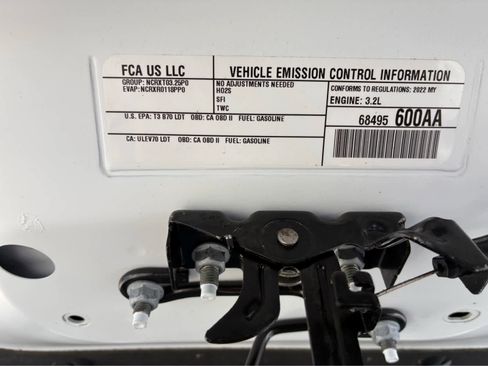 FCA US LLC
GROUP: NCRXT03.25P0
EVAP: NCRXR0118PP0
VEHICLE EMISSION CONTROL INFORMATION
NO ADJUSTMENTS NEEDED
HO2S
SFI
TWC
CONFORMS TO REGULATIONS: 2022 MY
ENGINE: 3.2L
68495 600AA
U.S. EPA: T3 B70 LDT OBD: CA OBD II FUEL: GASOLINE
CA: ULEV70 LDT OBD: CA OBD II FUEL: GASOLINE